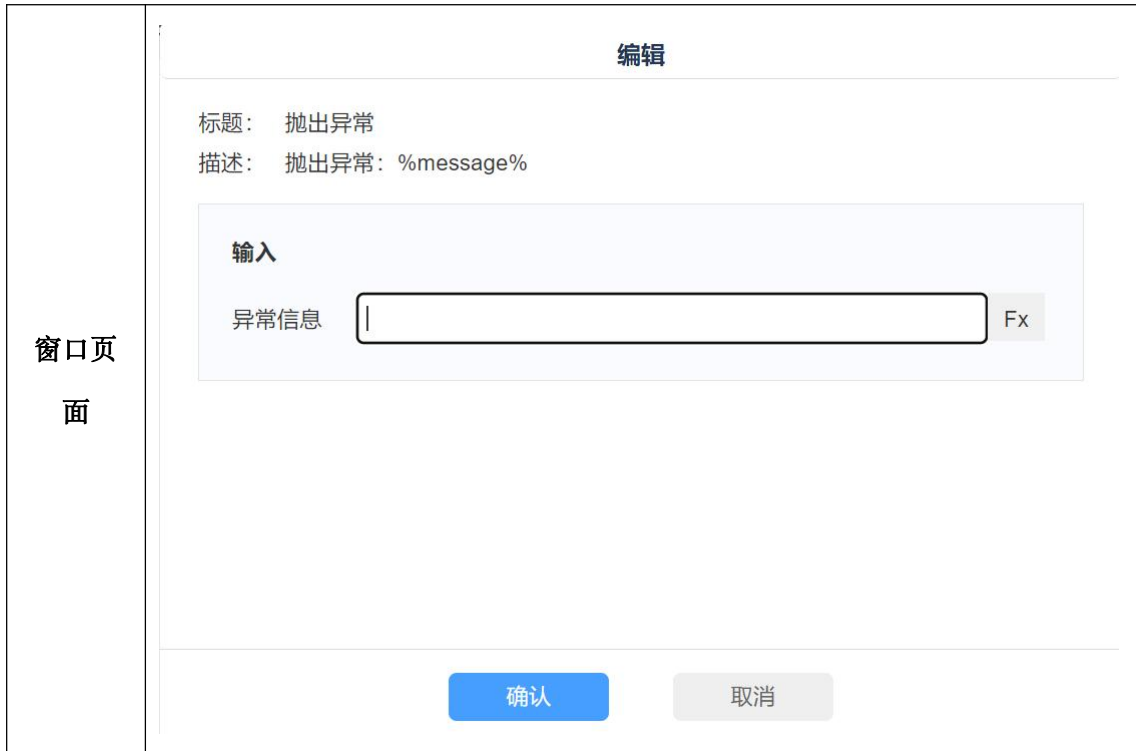 窗口页
面
编辑
标题： 抛出异常
描述： 抛出异常：%message%
输入
异常信息 Fx
确认 取消